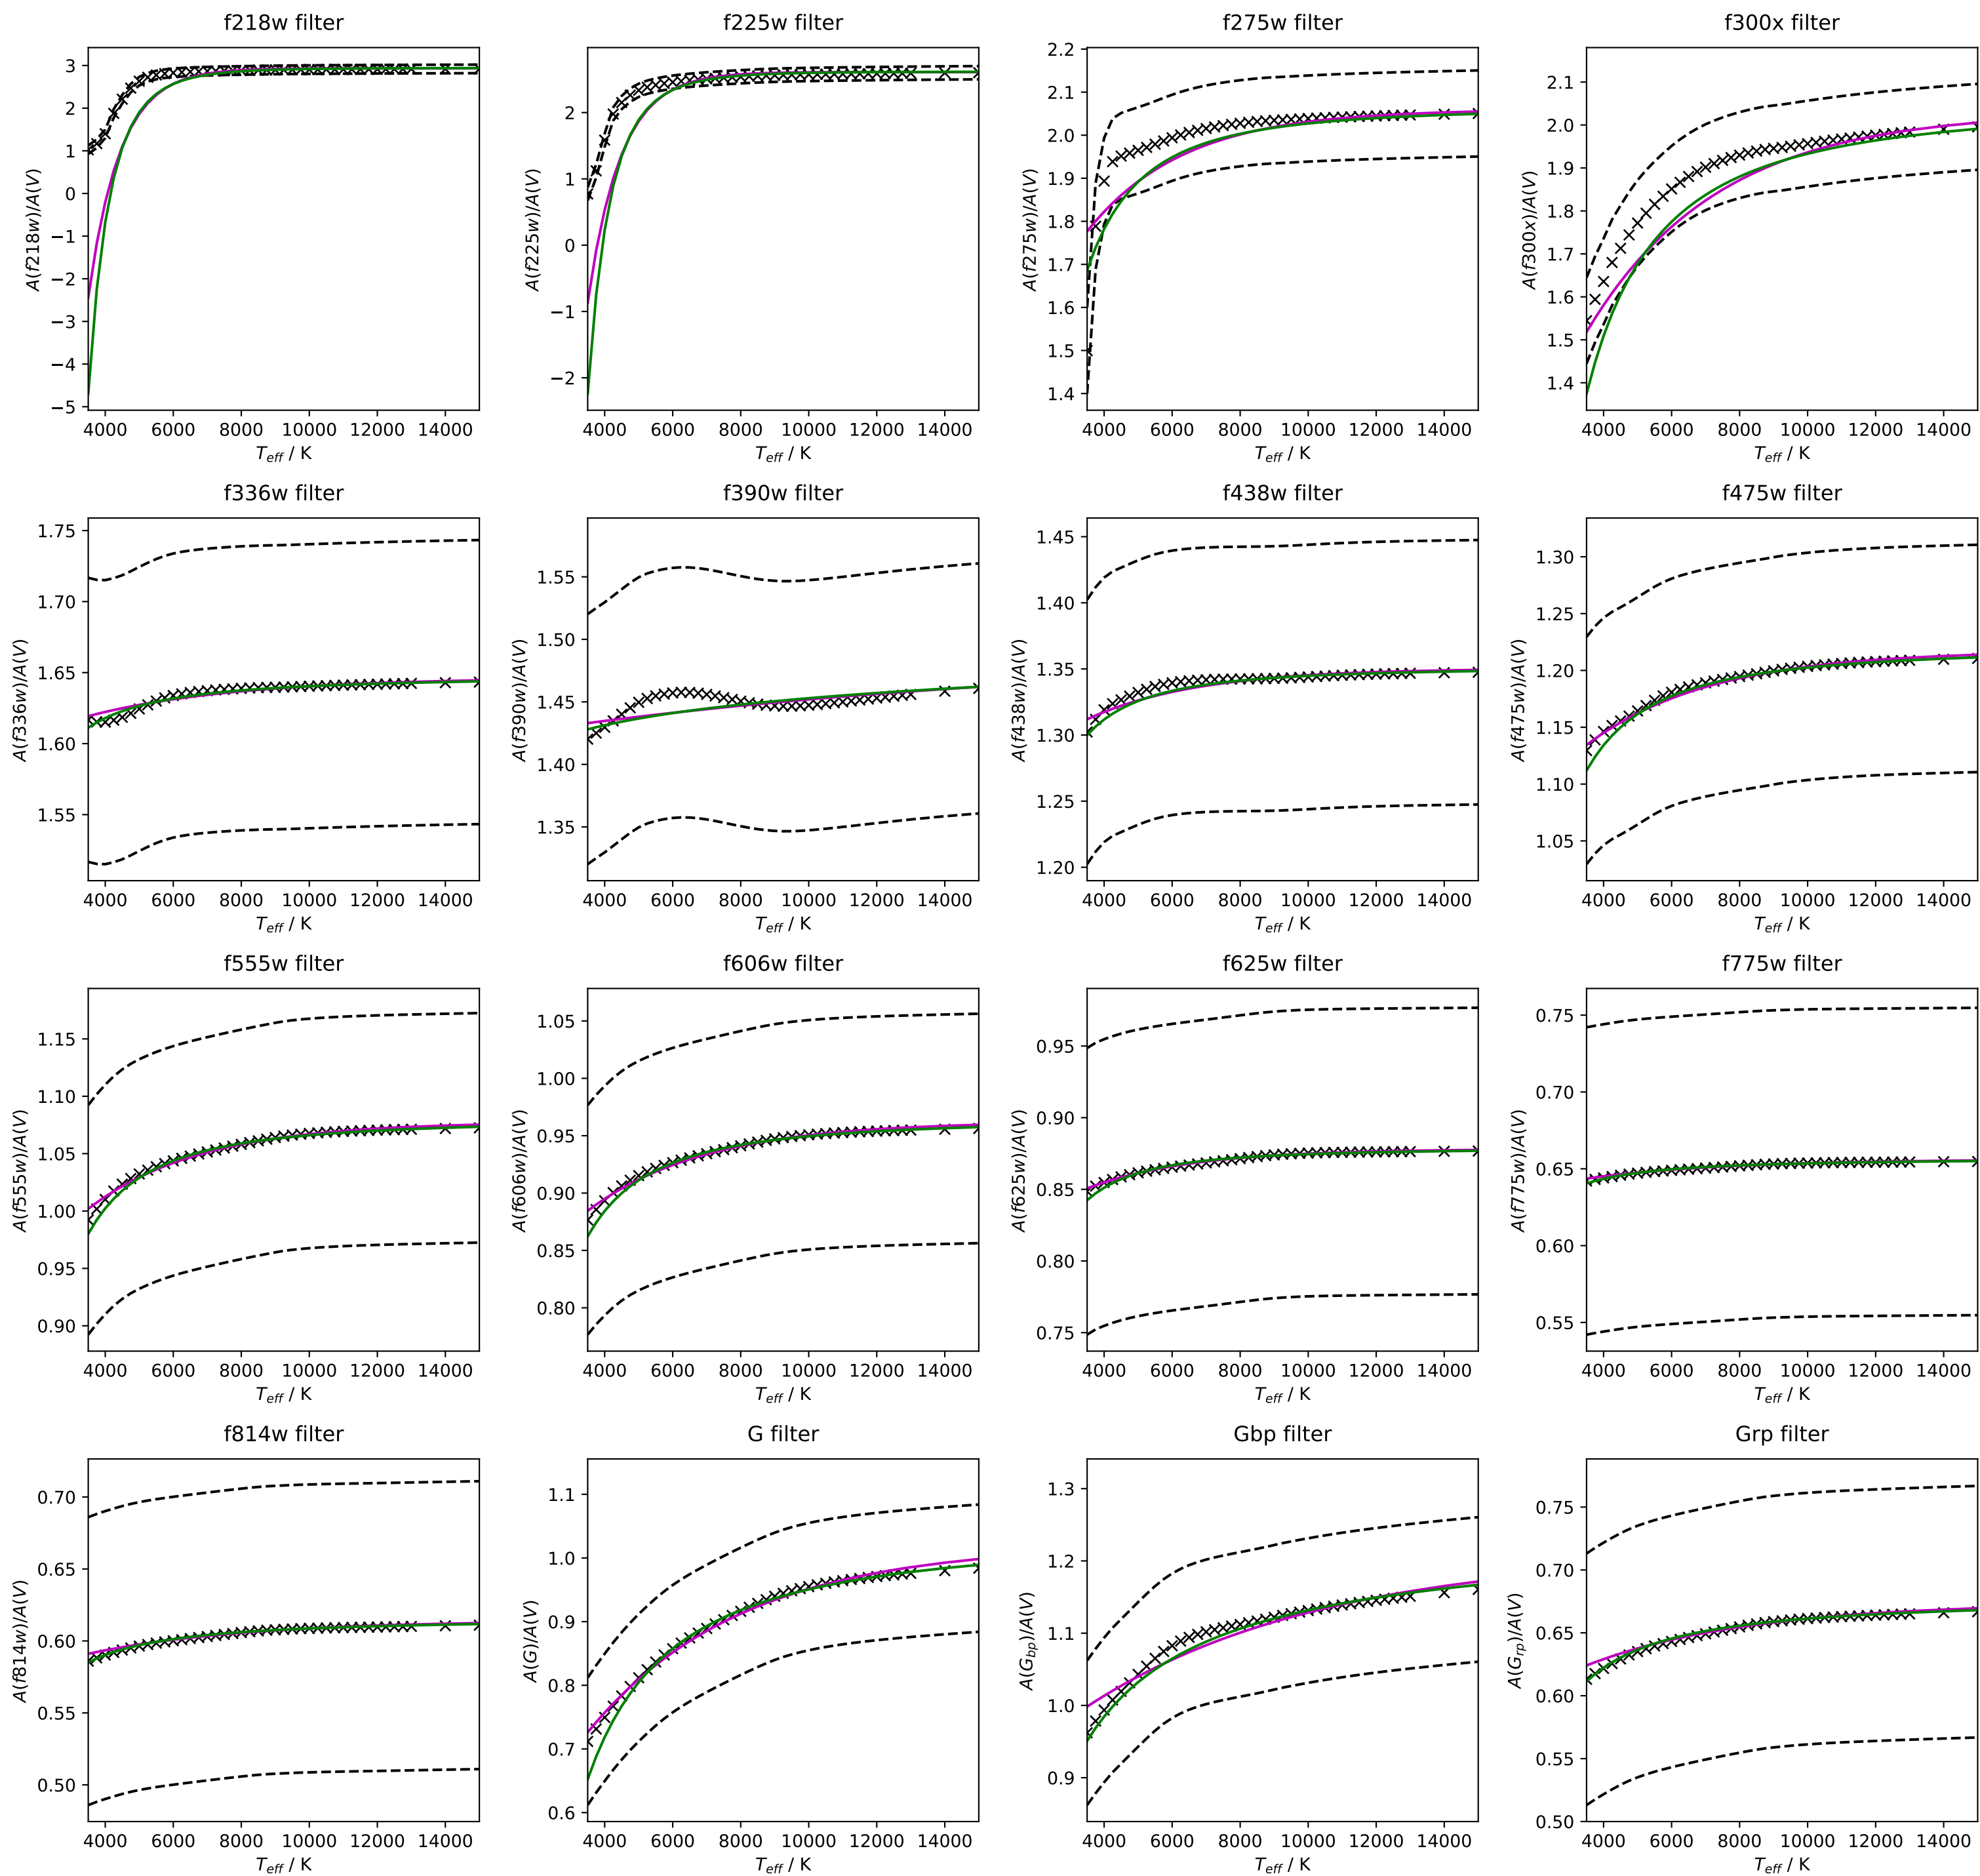 f218w filter
f225w filter
f275w filter
f300x filter
A(f218w)/A(V)
3
2
1
0
−1
−2
−3
−4
−5
4000 6000 8000 10000 12000 14000
T_eff / K
A(f225w)/A(V)
2
1
0
−1
−2
4000 6000 8000 10000 12000 14000
T_eff / K
A(f275w)/A(V)
2.2
2.1
2.0
1.9
1.8
1.7
1.6
1.5
1.4
4000 6000 8000 10000 12000 14000
T_eff / K
A(f300x)/A(V)
2.1
2.0
1.9
1.8
1.7
1.6
1.5
1.4
4000 6000 8000 10000 12000 14000
T_eff / K
f336w filter
f390w filter
f438w filter
f475w filter
A(f336w)/A(V)
1.75
1.70
1.65
1.60
1.55
4000 6000 8000 10000 12000 14000
T_eff / K
A(f390w)/A(V)
1.55
1.50
1.45
1.40
1.35
4000 6000 8000 10000 12000 14000
T_eff / K
A(f438w)/A(V)
1.45
1.40
1.35
1.30
1.25
1.20
4000 6000 8000 10000 12000 14000
T_eff / K
A(f475w)/A(V)
1.30
1.25
1.20
1.15
1.10
1.05
4000 6000 8000 10000 12000 14000
T_eff / K
f555w filter
f606w filter
f625w filter
f775w filter
A(f555w)/A(V)
1.15
1.10
1.05
1.00
0.95
0.90
4000 6000 8000 10000 12000 14000
T_eff / K
A(f606w)/A(V)
1.05
1.00
0.95
0.90
0.85
0.80
4000 6000 8000 10000 12000 14000
T_eff / K
A(f625w)/A(V)
0.95
0.90
0.85
0.80
0.75
4000 6000 8000 10000 12000 14000
T_eff / K
A(f775w)/A(V)
0.75
0.70
0.65
0.60
0.55
4000 6000 8000 10000 12000 14000
T_eff / K
f814w filter
G filter
Gbp filter
Grp filter
A(f814w)/A(V)
0.70
0.65
0.60
0.55
0.50
4000 6000 8000 10000 12000 14000
T_eff / K
A(G)/A(V)
1.1
1.0
0.9
0.8
0.7
0.6
4000 6000 8000 10000 12000 14000
T_eff / K
A(G_bp)/A(V)
1.3
1.2
1.1
1.0
0.9
4000 6000 8000 10000 12000 14000
T_eff / K
A(G_rp)/A(V)
0.75
0.70
0.65
0.60
0.55
0.50
4000 6000 8000 10000 12000 14000
T_eff / K